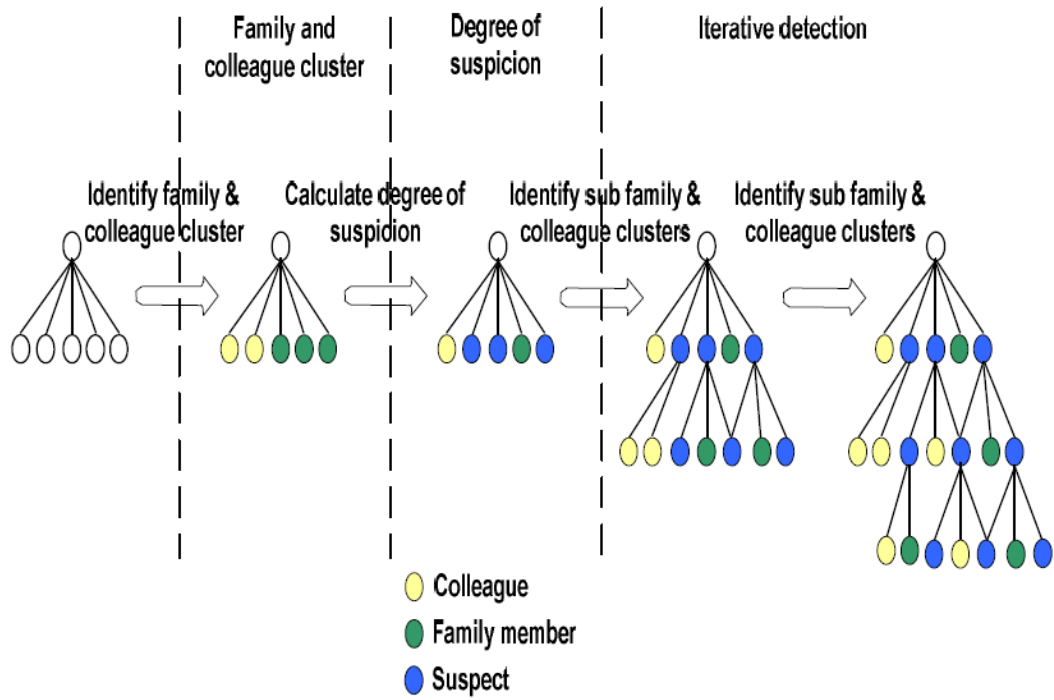 Family and
colleague cluster
Degree of
suspicion
Iterative detection
Identify family &
colleague cluster
Calculate degree of
suspicion
Identify sub family &
colleague clusters
Identify sub family &
colleague clusters
Colleague
Family member
Suspect